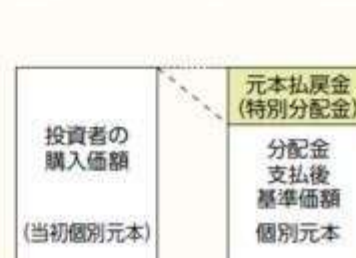 投資者の
購入価額
(当初個別元本)
元本払戻金
(特別分配金)
分配金
支払後
基準価額
個別元本